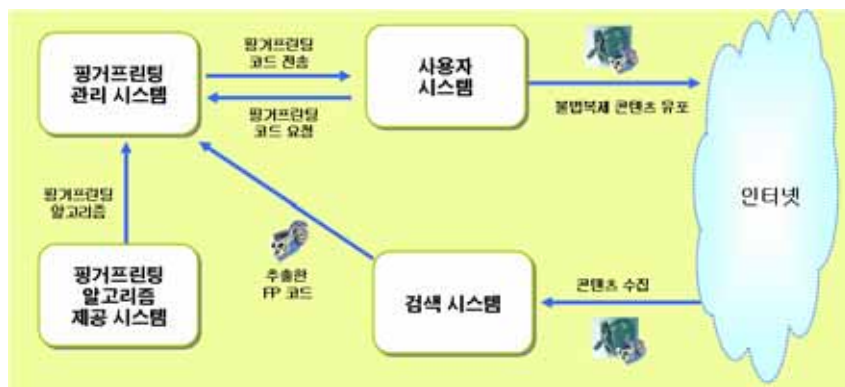 핑거프린팅
관리 시스템
핑거프린팅
코드 전송
핑거프린팅
코드 요청
사용자
시스템
불법복제 콘텐츠 유포
인터넷
핑거프린팅
알고리즘
핑거프린팅
알고리즘
제공 시스템
추출한
FP 코드
검색 시스템
콘텐츠 수집